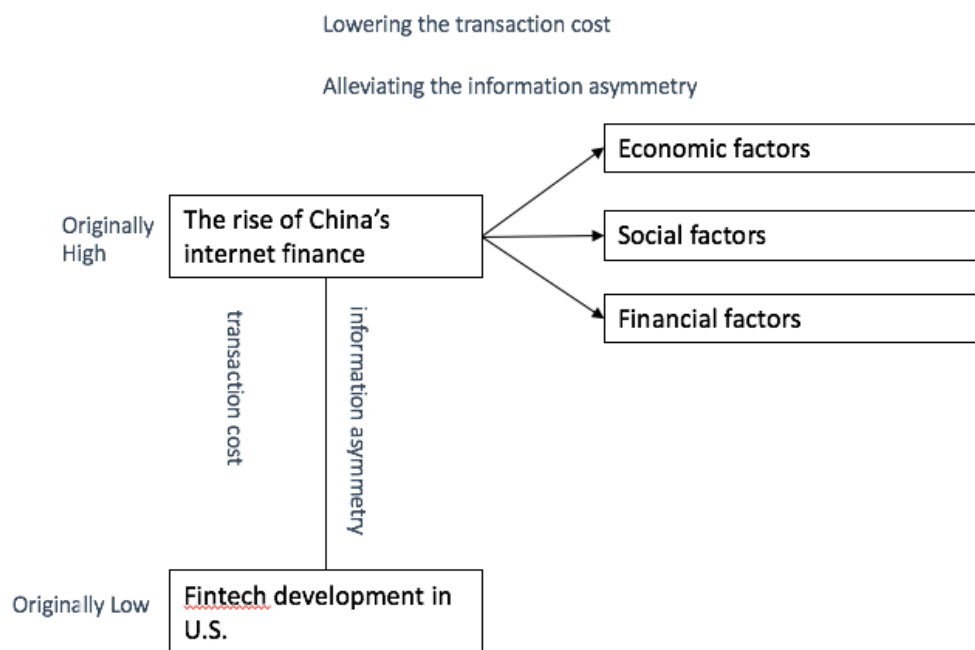 Lowering the transaction cost
Alleviating the information asymmetry
Economic factors
Originally
High
The rise of China's
internet finance
Social factors
Financial factors
transaction cost
information asymmetry
Originally Low
Fintech development in
U.S.